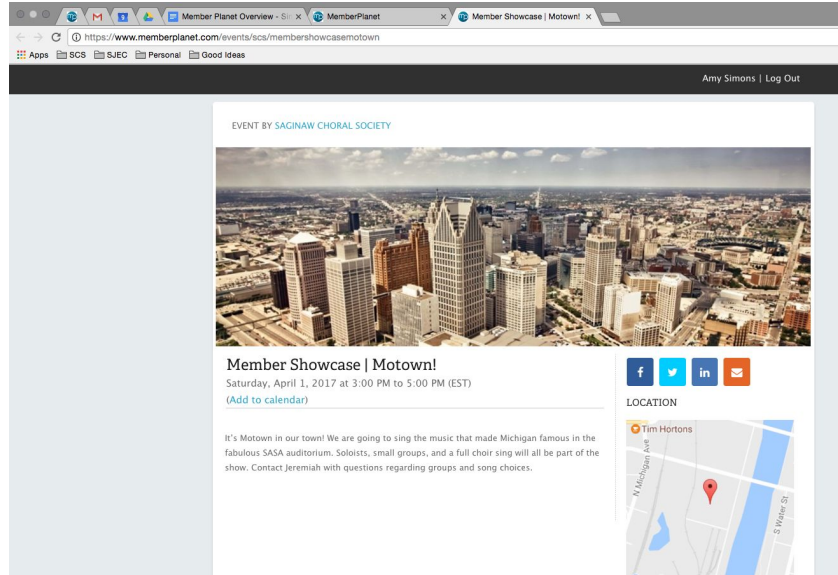 Member Planet Overview - Sin
MemberPlanet
Member Showcase | Motown!
https://www.memberplanet.com/events/scs/membershowcasemotown
Apps SCS SJEC Personal Good Ideas
Amy Simons | Log Out
EVENT BY SAGINAW CHORAL SOCIETY
Member Showcase | Motown!
Saturday, April 1, 2017 at 3:00 PM to 5:00 PM (EST)
(Add to calendar)
It's Motown in our town! We are going to sing the music that made Michigan famous in the
fabulous SASA auditorium. Soloists, small groups, and a full choir sing will all be part of the
show. Contact Jeremiah with questions regarding groups and song choices.
f in
LOCATION
Tim Hortons
N Michigan Ave
S Water St